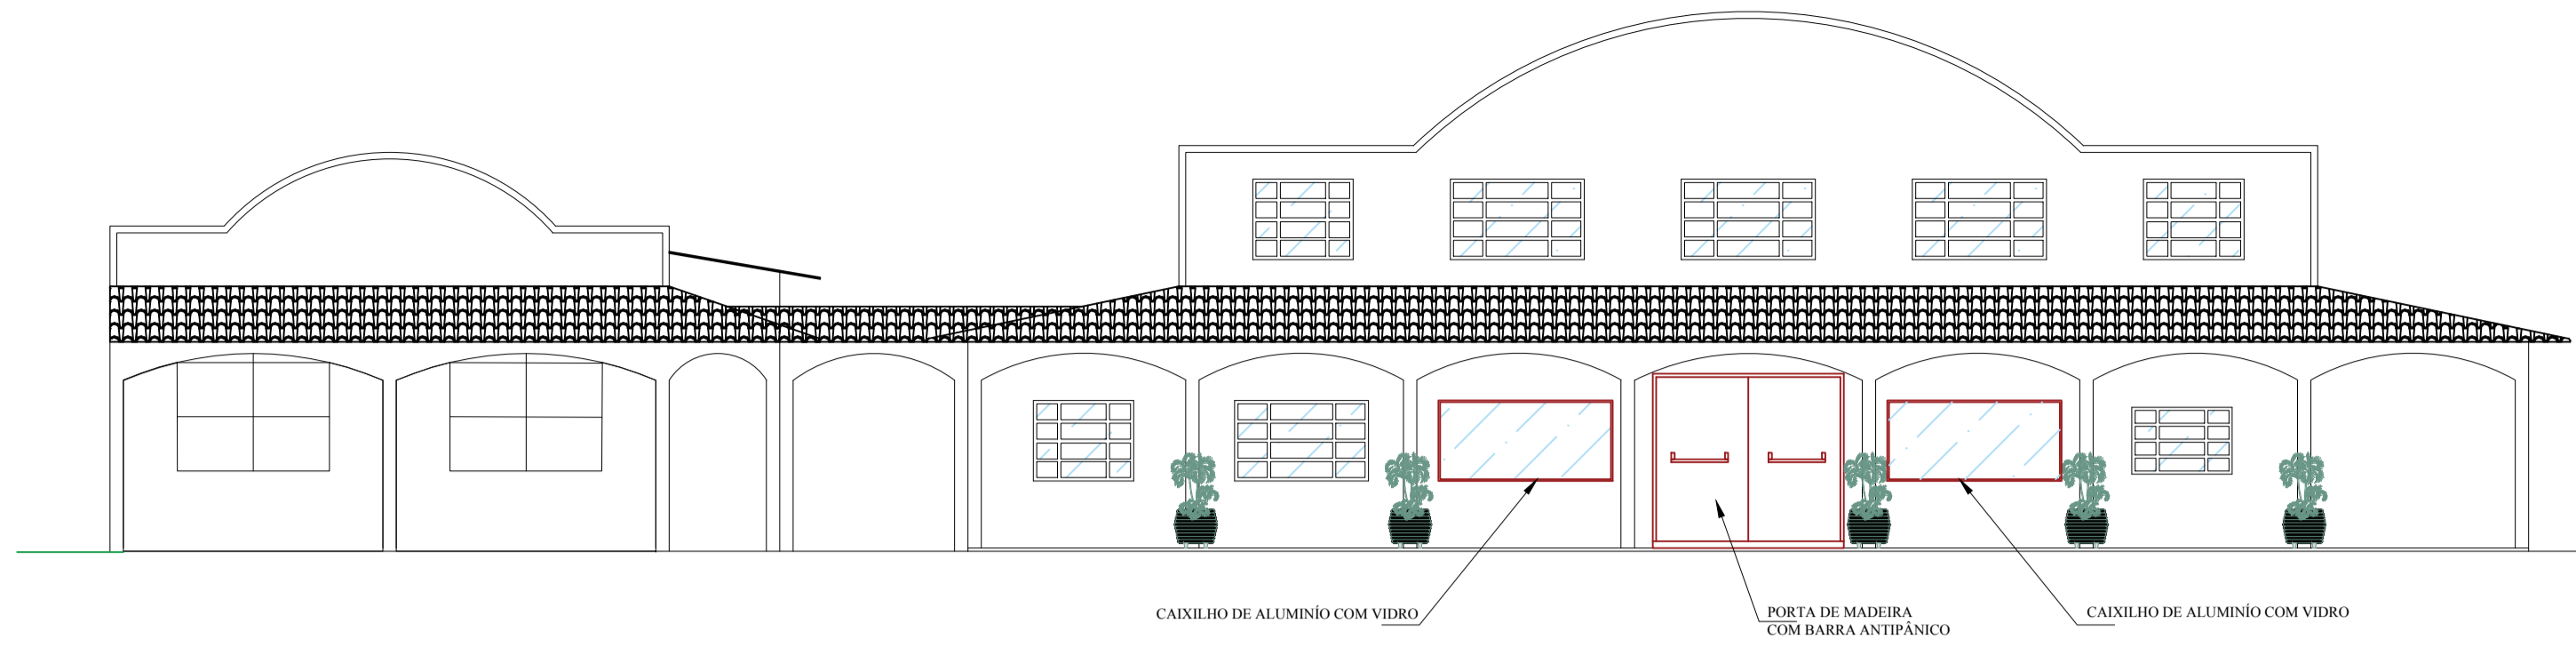 CAIXILHO DE ALUMINÍO COM VIDRO
PORTA DE MADEIRA
COM BARRA ANTIPÂNICO
CAIXILHO DE ALUMINÍO COM VIDRO